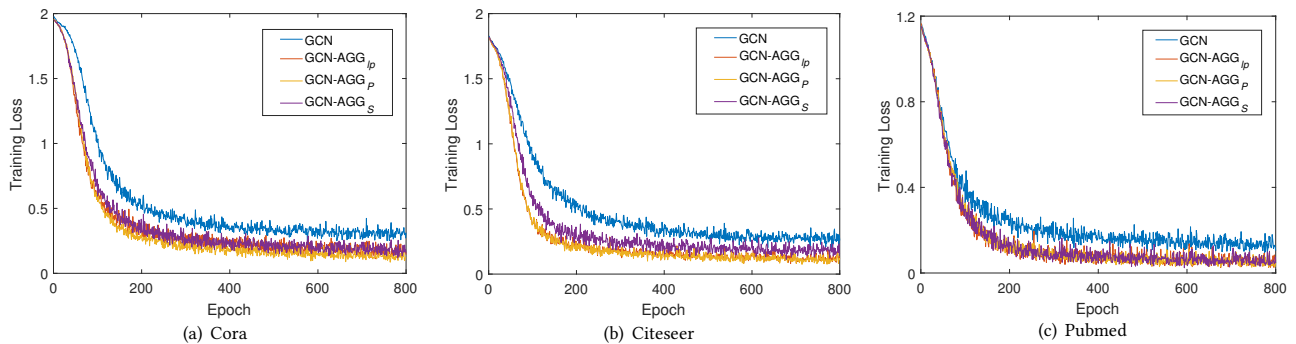 2
1.5
1
0.5
0
Training Loss
0 200 400 600 800
Epoch
GCN
GCN-AGG_lp
GCN-AGG_P
GCN-AGG_S
(a) Cora
2
1.5
1
0.5
0
Training Loss
0 200 400 600 800
Epoch
GCN
GCN-AGG_lp
GCN-AGG_P
GCN-AGG_S
(b) Citeseer
1.2
0.8
0.4
0
Training Loss
0 200 400 600 800
Epoch
GCN
GCN-AGG_lp
GCN-AGG_P
GCN-AGG_S
(c) Pubmed